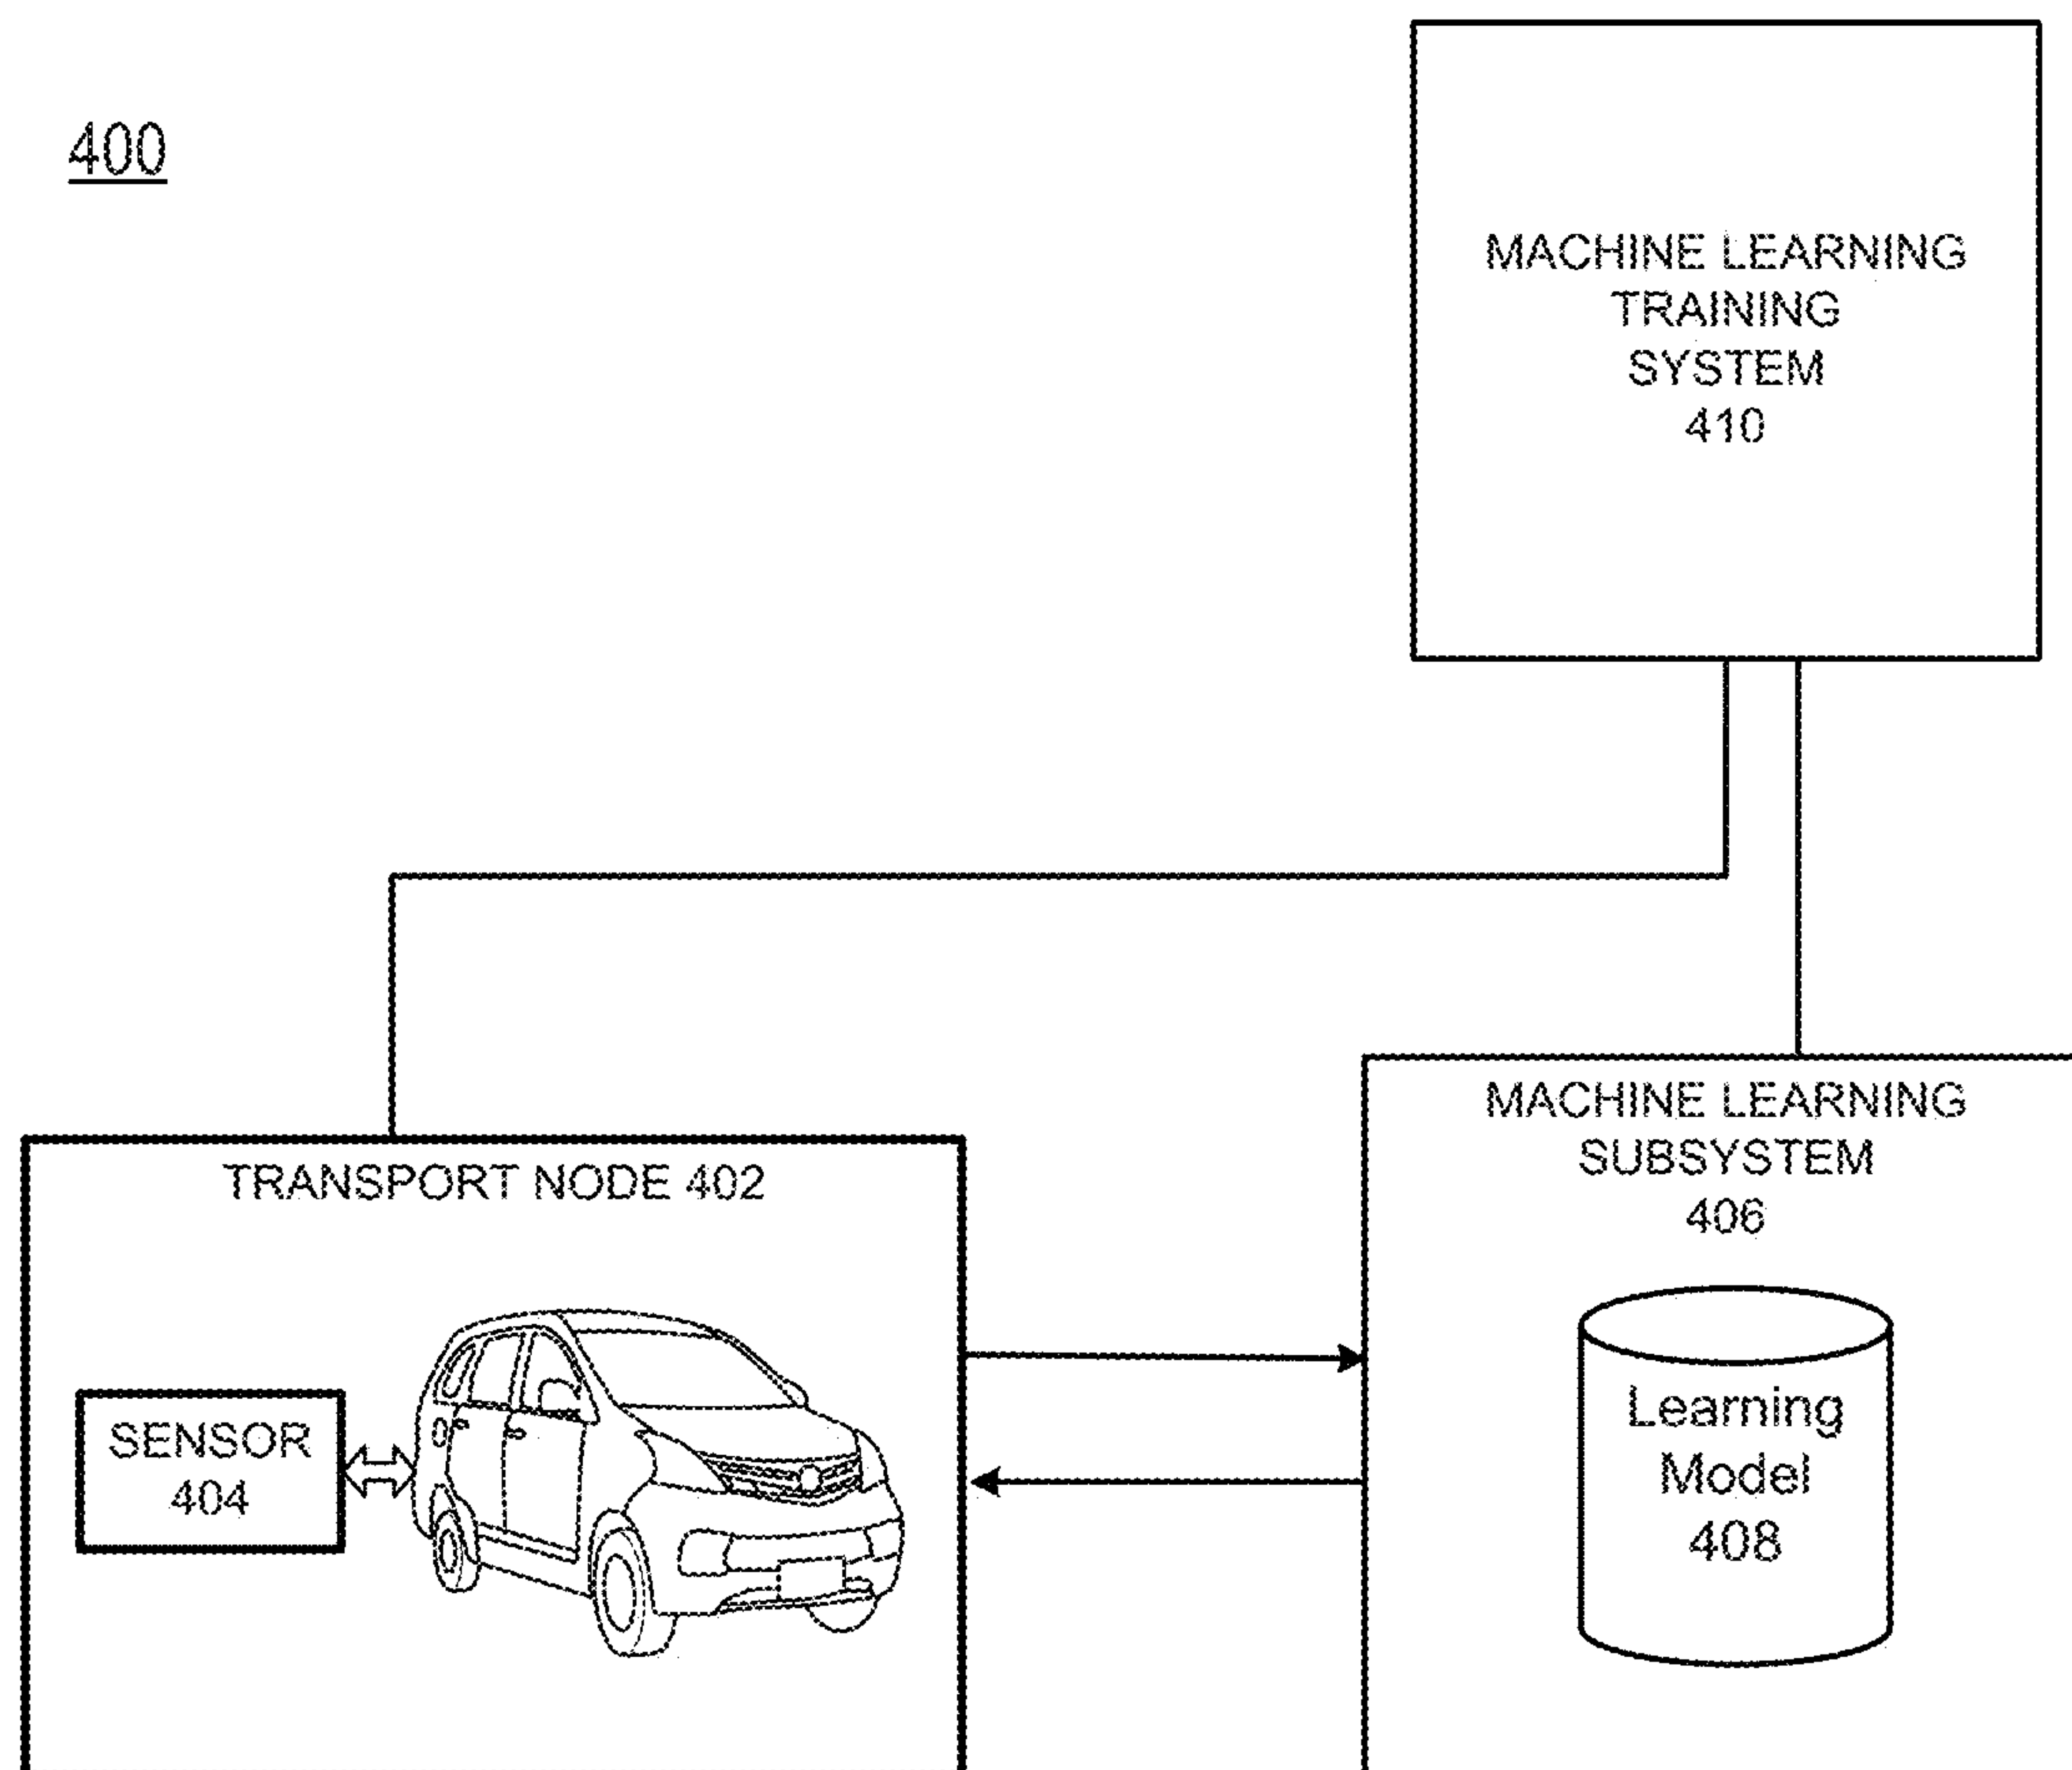 400
MACHINE LEARNING
TRAINING
SYSTEM
410
TRANSPORT NODE 402
SENSOR
404
MACHINE LEARNING
SUBSYSTEM
406
Learning
Model
408